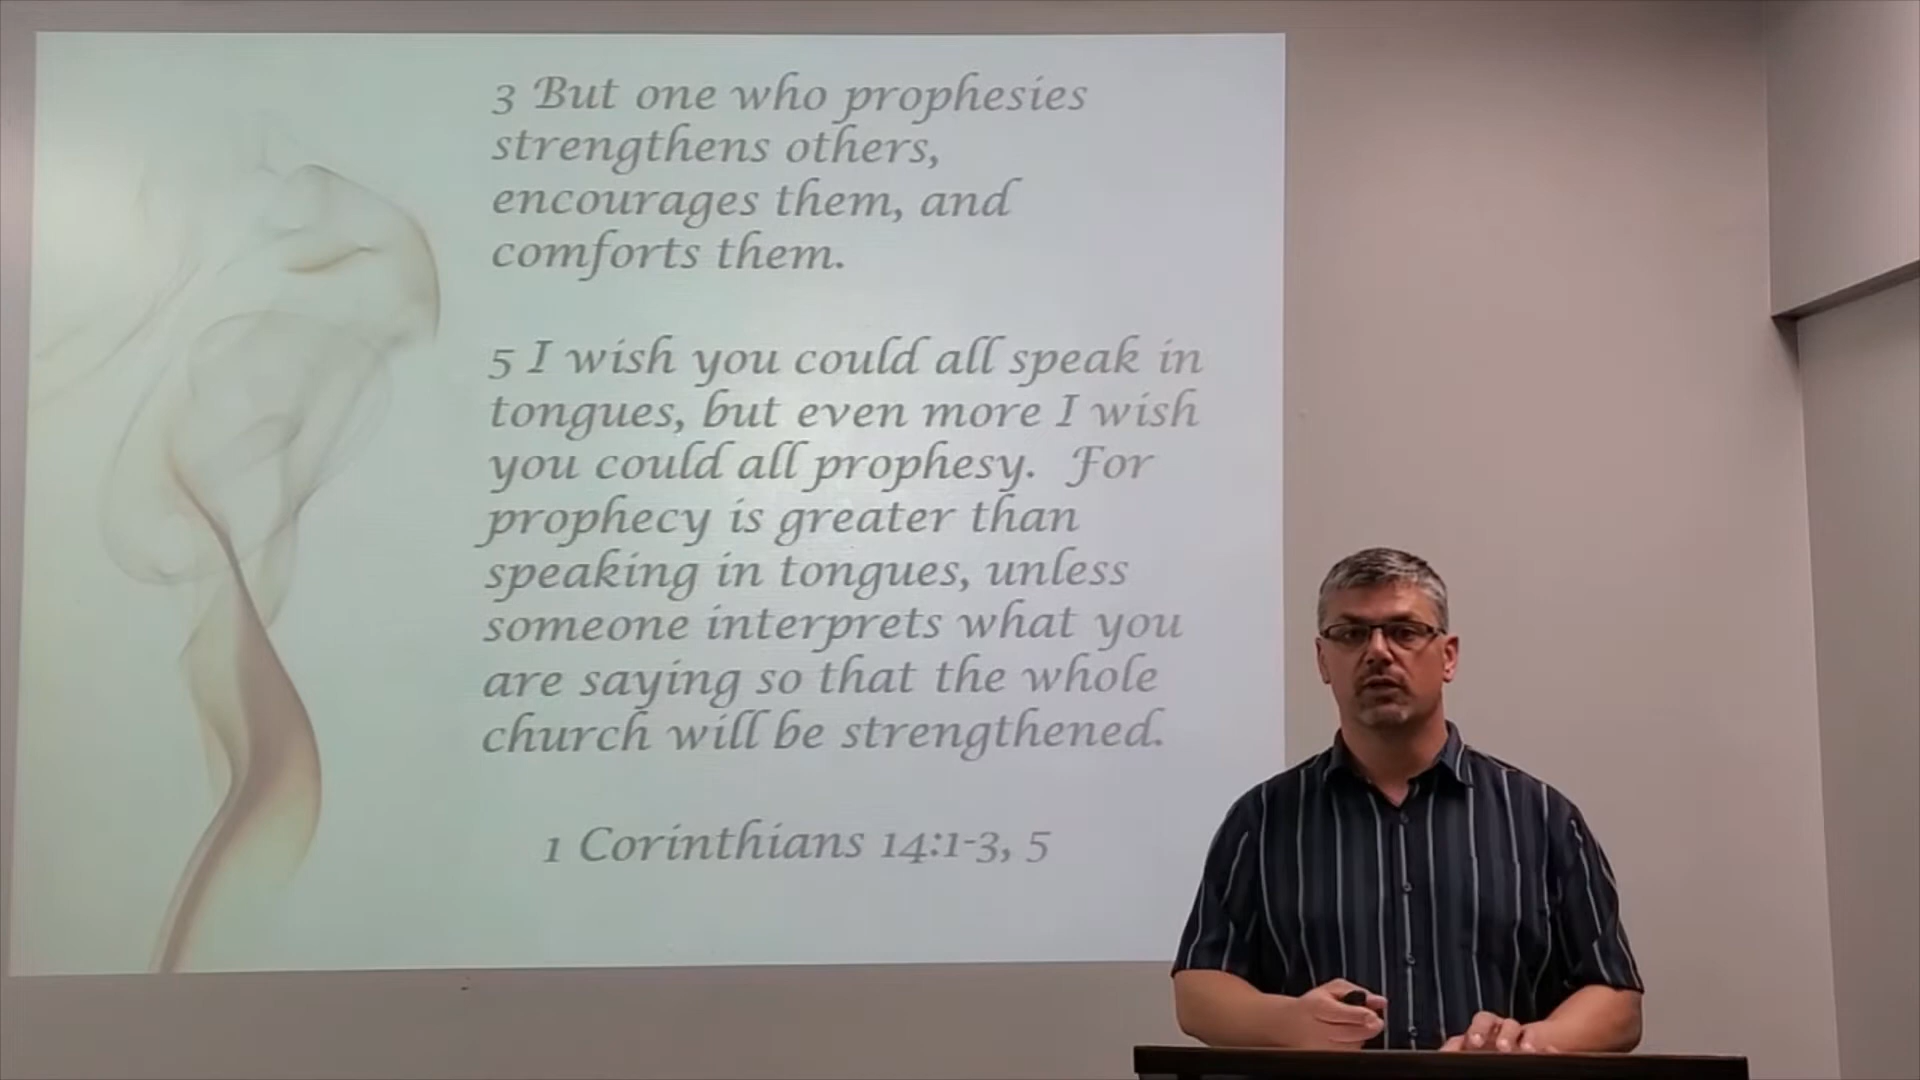 3 But one who prophesies
strengthens others,
encourages them, and
comforts them.
5 I wish you could all speak in
tongues, but even more I wish
you could all prophesy. For
prophecy is greater than
speaking in tongues, unless
someone interprets what you
are saying so that the whole
church will be strengthened.
1 Corinthians 14:1-3, 5